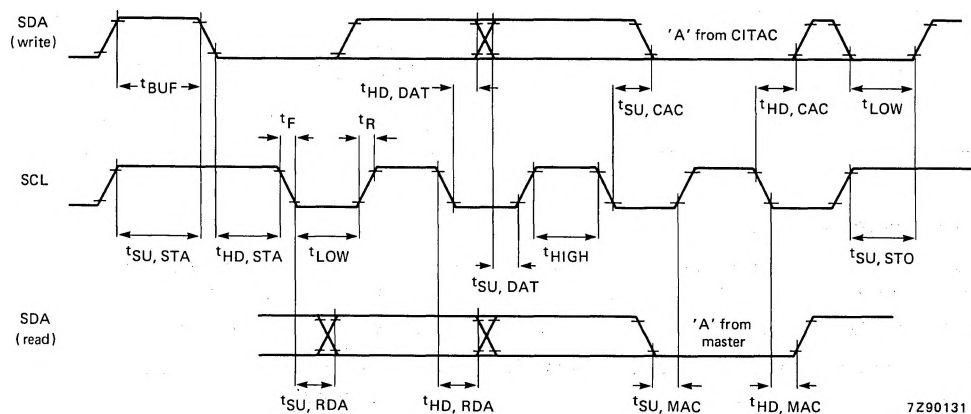 SDA
(write)
tBUF
tHD, DAT
'A' from CITAC
tSU, CAC
tHD, CAC
tLOW
tF
tR
SCL
tSU, STA
tHD, STA
tLOW
tSU, DAT
tHIGH
tSU, STO
SDA
(read)
'A' from
master
tSU, RDA
tHD, RDA
tSU, MAC
tHD, MAC
7Z90131